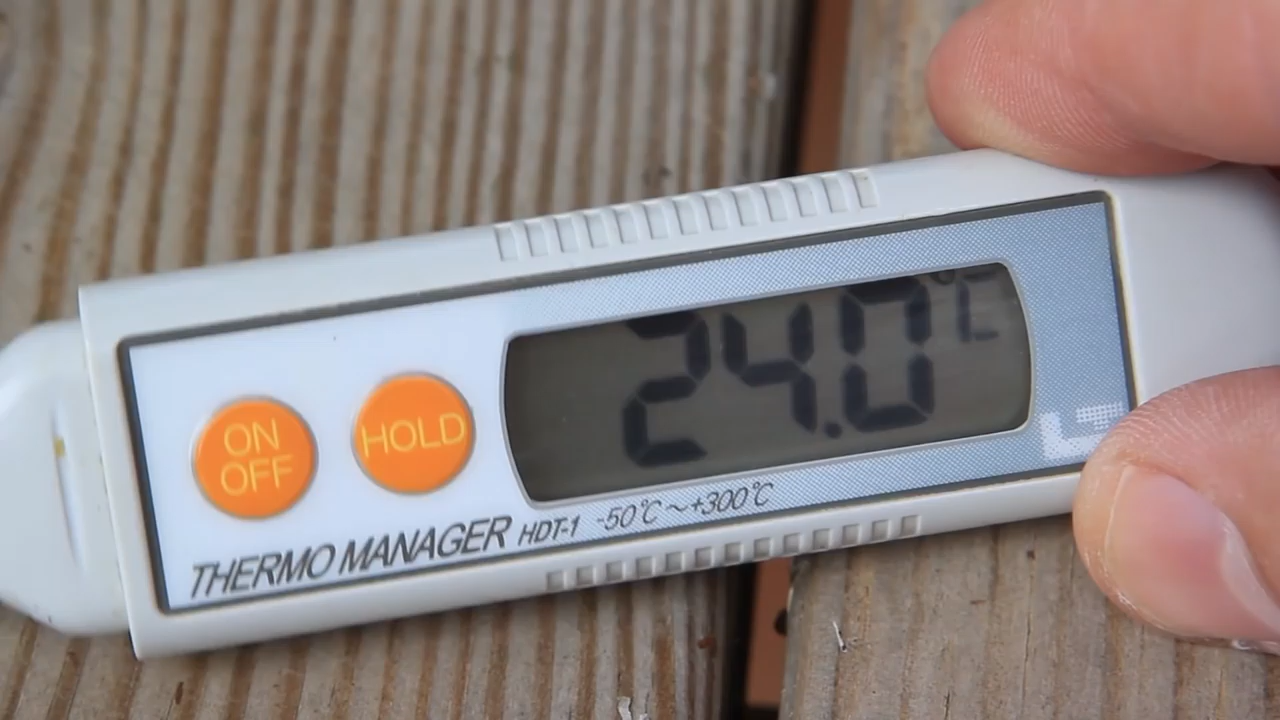 24.0°C
ON
OFF
HOLD
THERMO MANAGER HDT-1 -50°C～+300°C